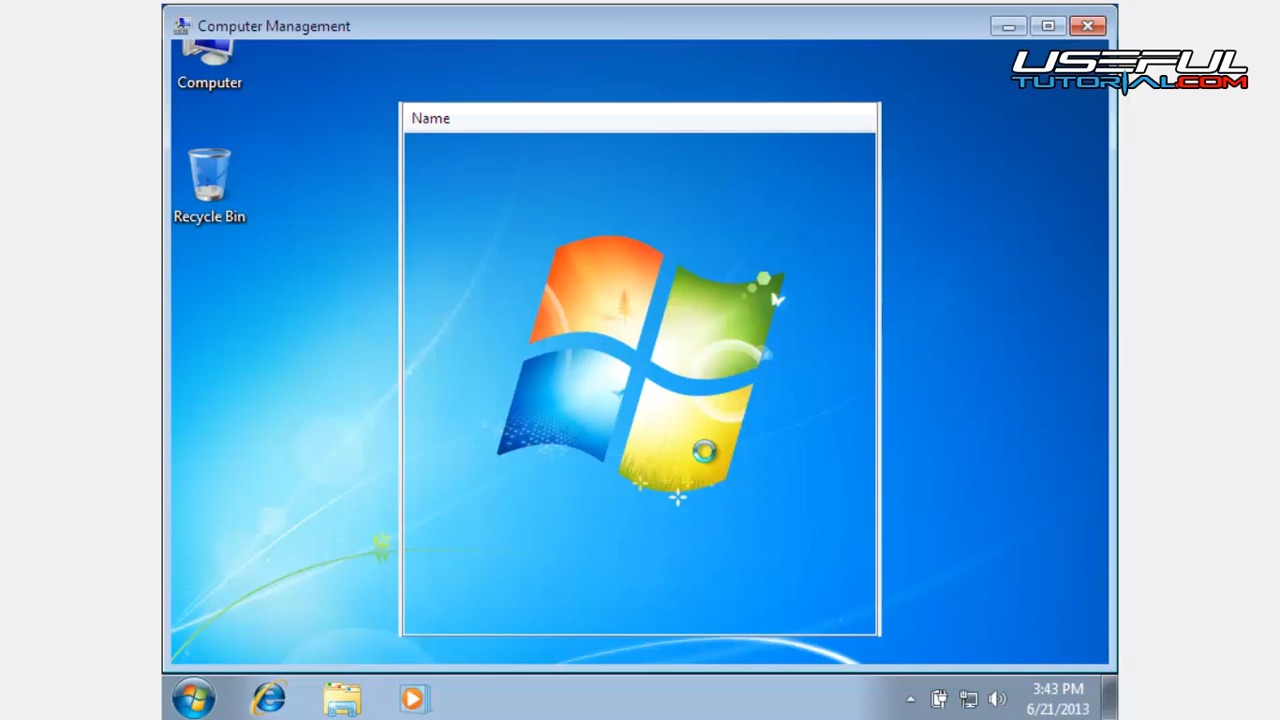 Computer Management
USEFUL
TUTORIAL.COM
Computer
Name
Recycle Bin
3:43 PM
6/21/2013